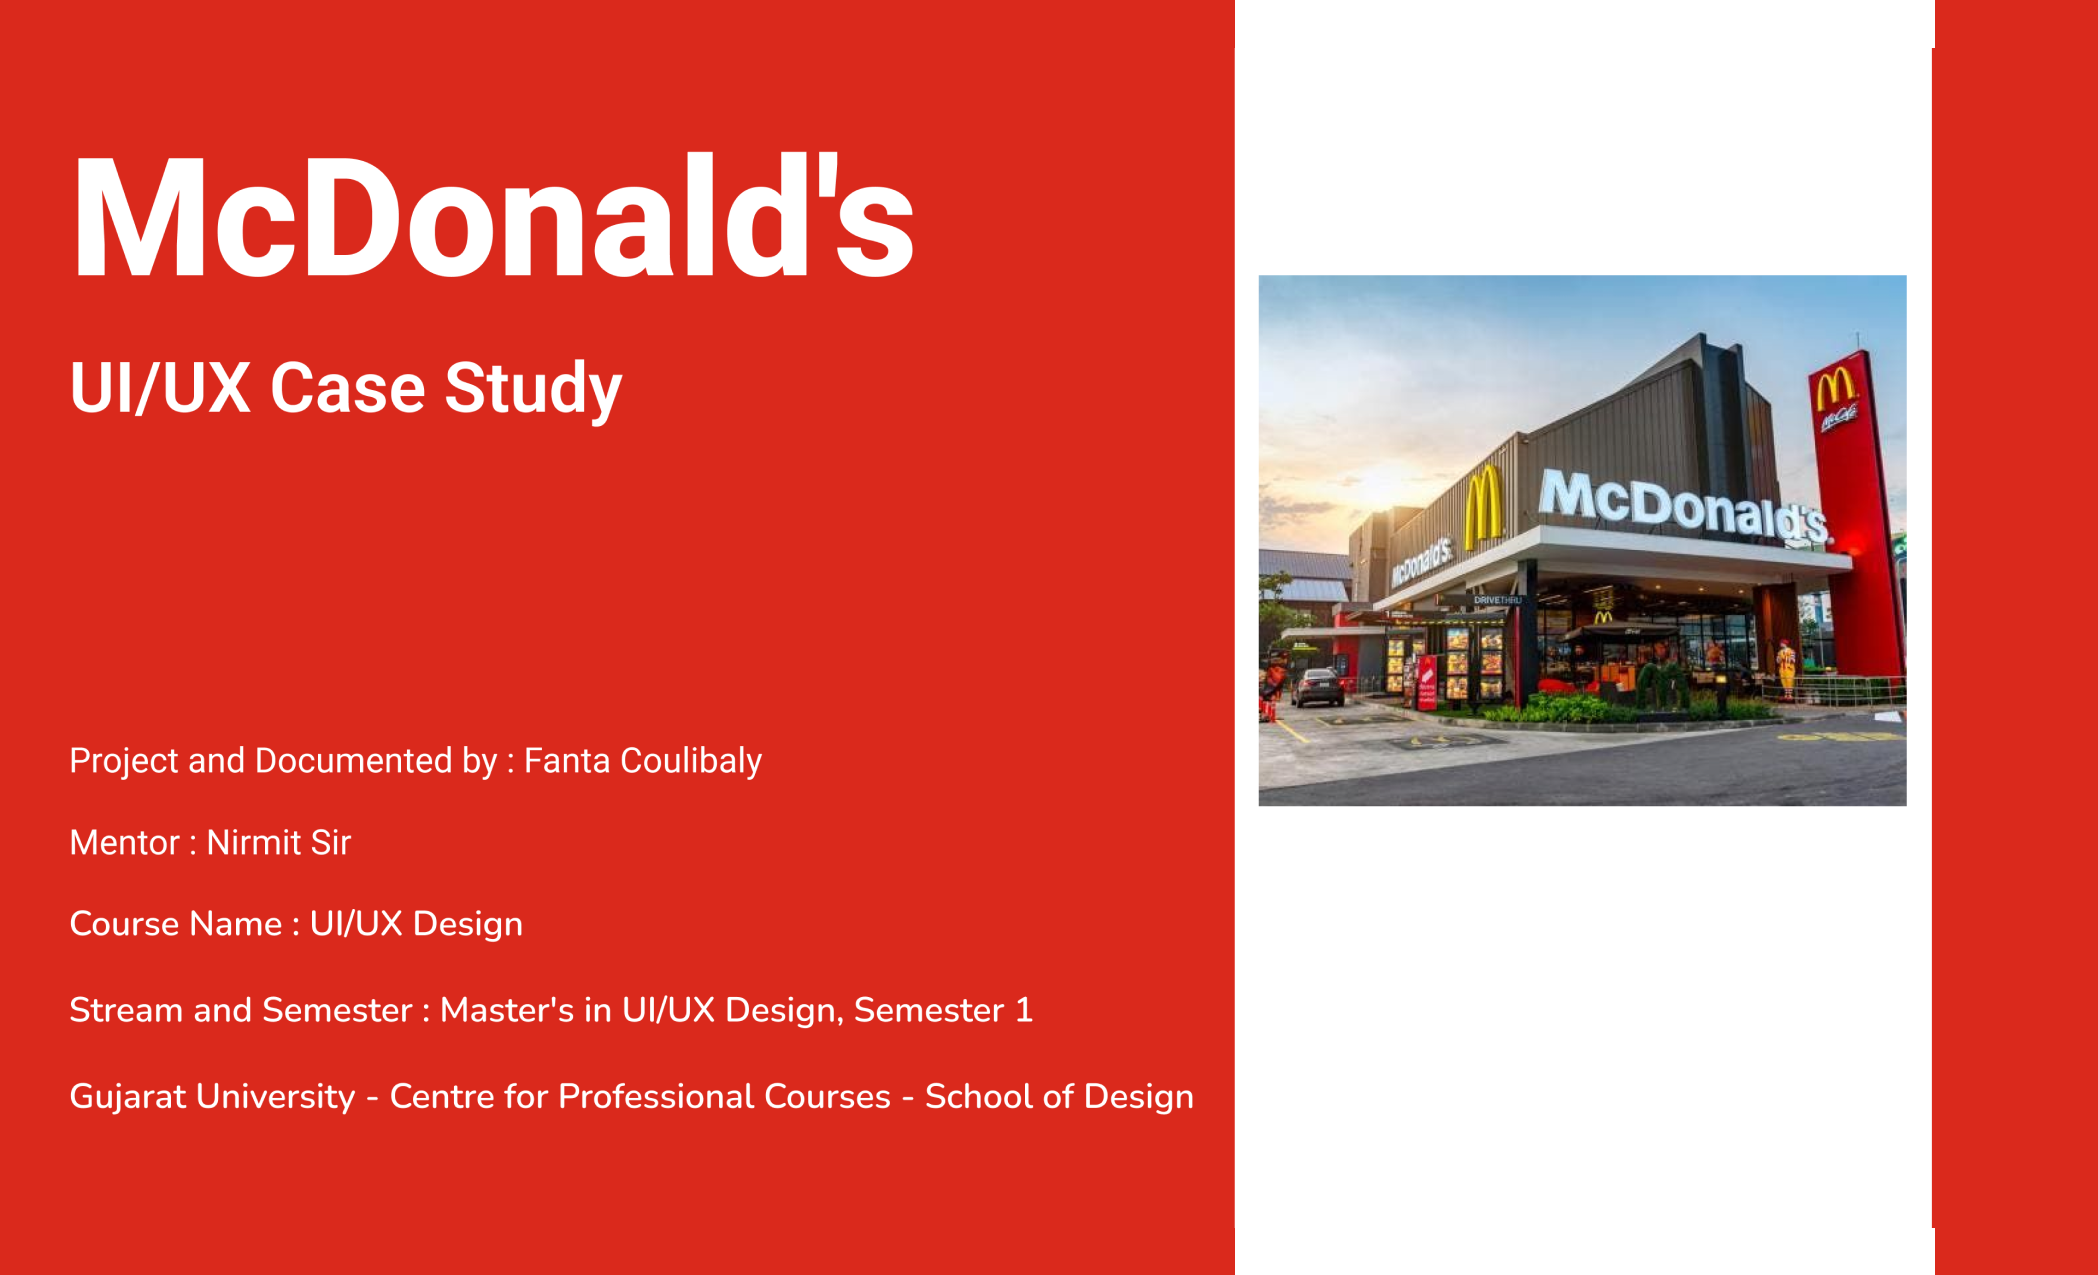 McDonald's
UI/UX Case Study
Project and Documented by : Fanta Coulibaly
Mentor : Nirmit Sir
Course Name : UI/UX Design
Stream and Semester : Master's in UI/UX Design, Semester 1
Gujarat University - Centre for Professional Courses - School of Design
McCafé
McDonald's
McDonald's
DRIVE THRU